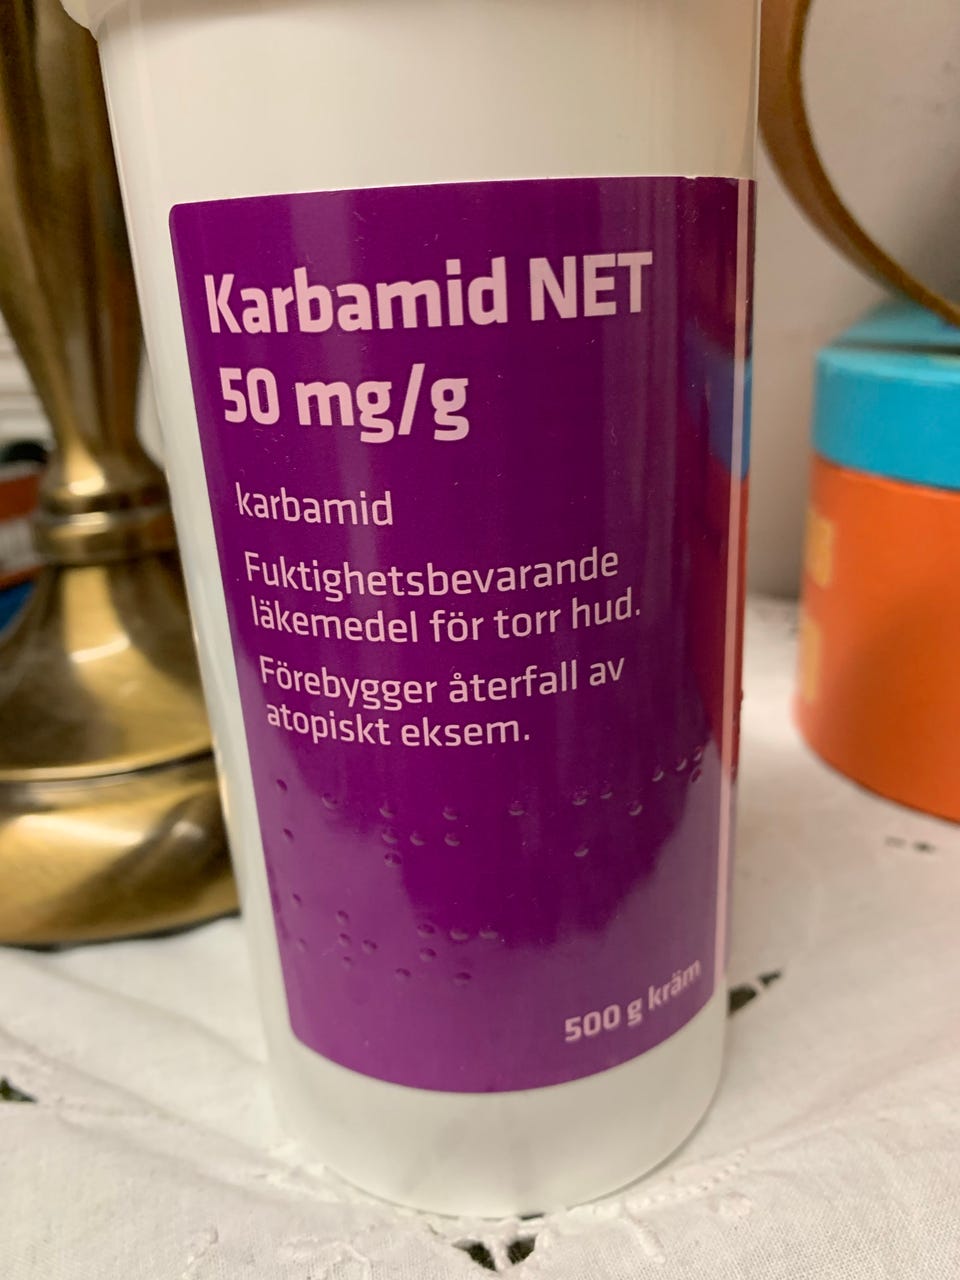 Karbamid NET
50 mg/g
karbamid
Fuktighetsbevarande
läkemedel för torr hud.
Förebygger återfall av
atopiskt eksem.
500 g kräm